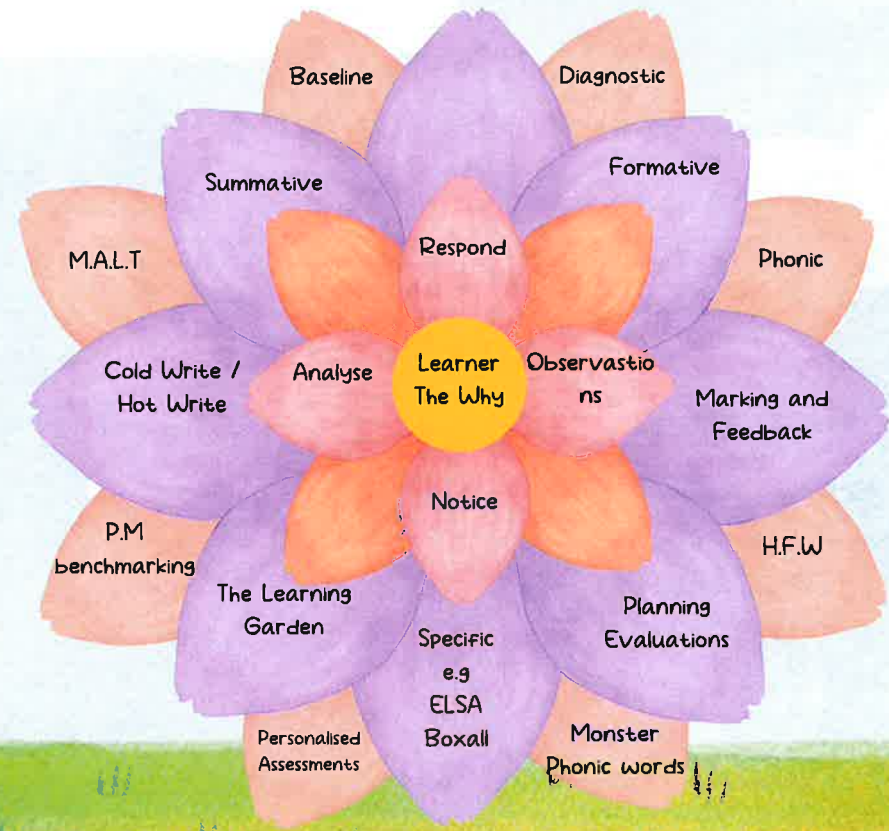 Baseline
Diagnostic
Summative
Formative
Respond
M.A.L.T
Phonic
Cold Write /
Hot Write
Analyse
Learner
The Why
Observastio
ns
Marking and
Feedback
Notice
P.M
benchmarking
H.F.W
The Learning
Garden
Specific
e.g
ELSA
Boxall
Planning
Evaluations
Personalised
Assessments
Monster
Phonic words